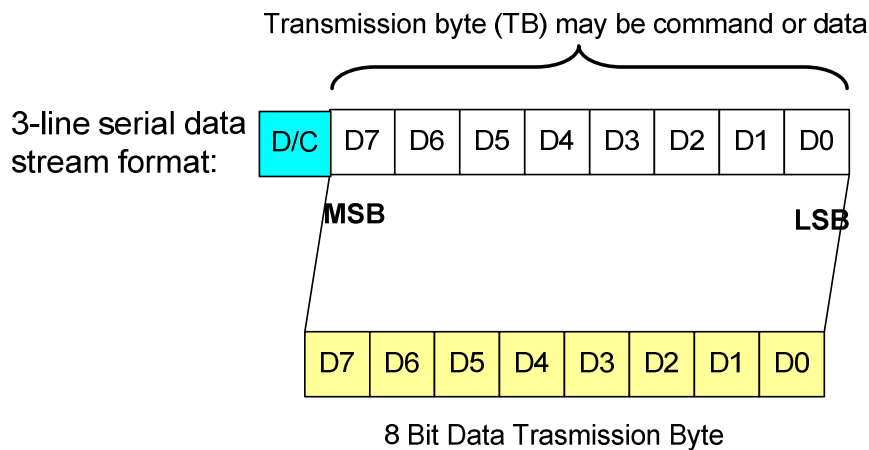 Transmission byte (TB) may be command or data
3-line serial data
stream format:
D/C D7 D6 D5 D4 D3 D2 D1 D0
MSB LSB
D7 D6 D5 D4 D3 D2 D1 D0
8 Bit Data Trasmission Byte